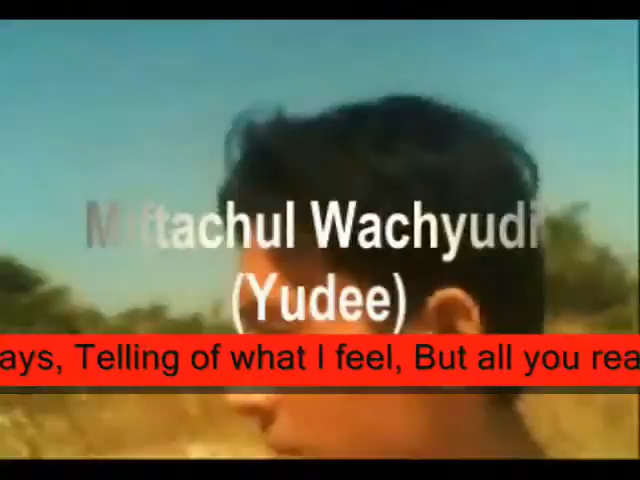 Miftachul Wachyudi
(Yudee)
ays, Telling of what I feel, But all you rea